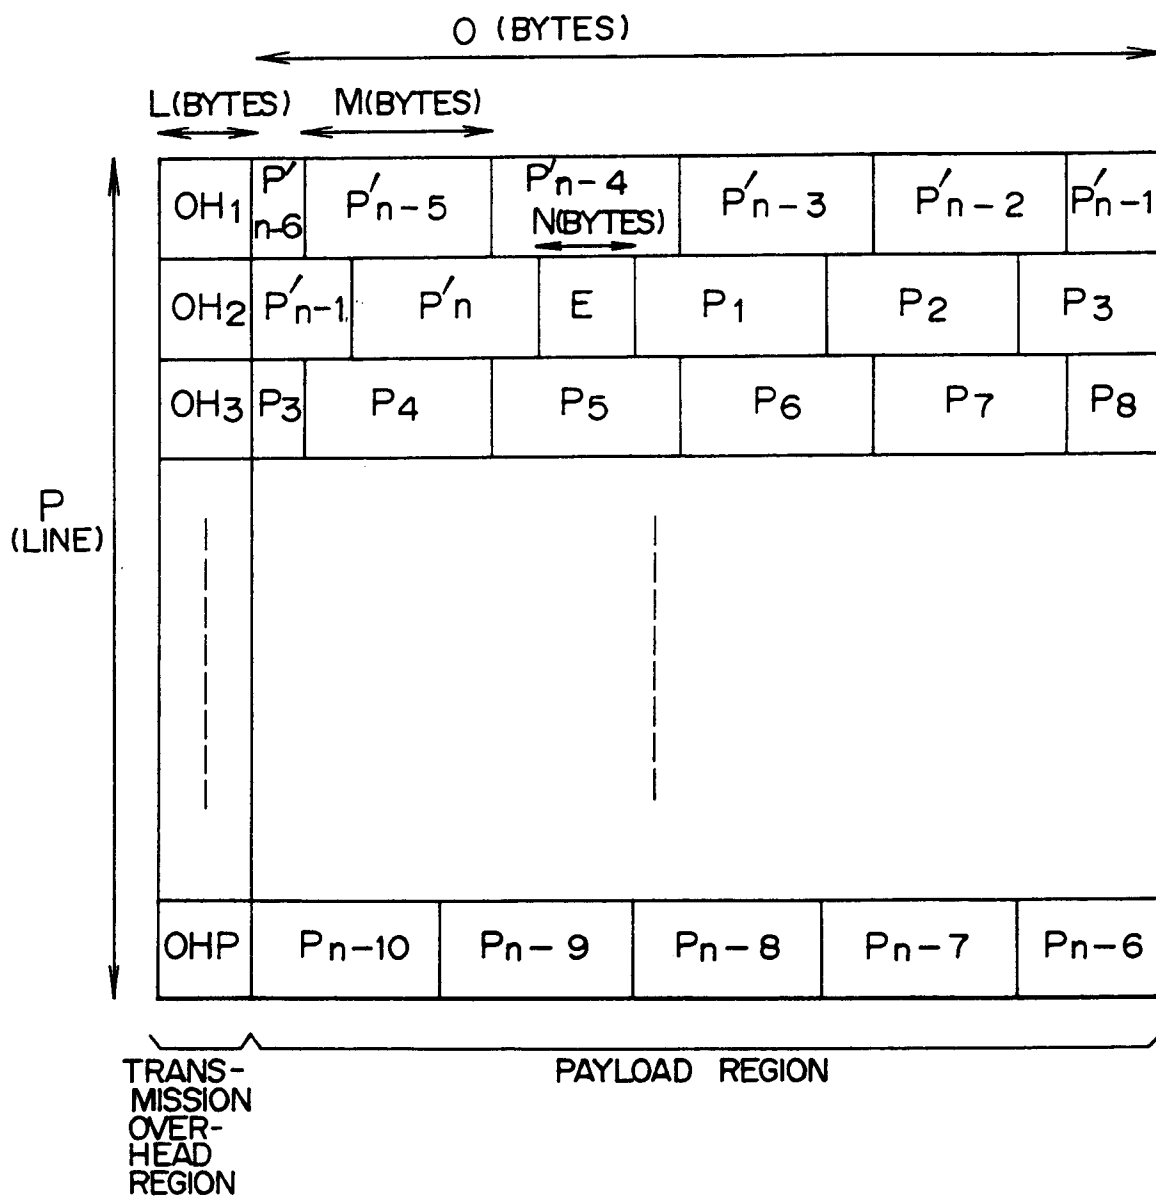 O (BYTES)
L(BYTES) M(BYTES)
OH1 P' n-6 P'n-5 P'n-4 P'n-3 P'n-2 P'n-1
N(BYTES)
OH2 P'n-1 P'n E P1 P2 P3
OH3 P3 P4 P5 P6 P7 P8
P
(LINE)
OHP Pn-10 Pn-9 Pn-8 Pn-7 Pn-6
TRANS-
MISSION
OVER-
HEAD
REGION
PAYLOAD REGION